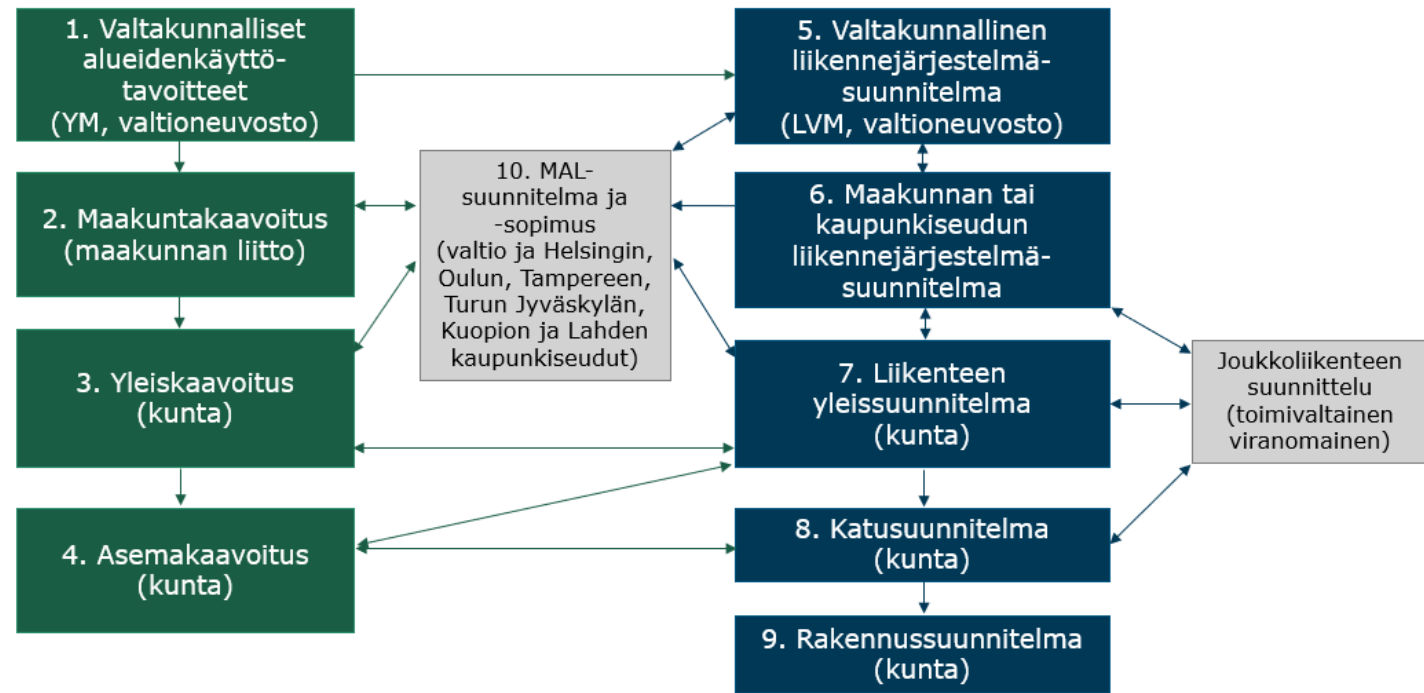 1. Valtakunnalliset
alueidenkäyttö-
tavoitteet
(YM, valtioneuvosto)
2. Maakuntakaavoitus
(maakunnan liitto)
3. Yleiskaavoitus
(kunta)
4. Asemakaavoitus
(kunta)
10. MAL-
suunnitelma ja
-sopimus
(valtio ja Helsingin,
Oulun, Tampereen,
Turun Jyväskylän,
Kuopion ja Lahden
kaupunkiseudut)
5. Valtakunnallinen
liikennejärjestelmä-
suunnitelma
(LVM, valtioneuvosto)
6. Maakunnan tai
kaupunkiseudun
liikennejärjestelmä-
suunnitelma
7. Liikenteen
yleissuunnitelma
(kunta)
8. Katusuunnitelma
(kunta)
9. Rakennussuunnitelma
(kunta)
Joukkoliikenteen
suunnittelu
(toimivaltainen
viranomainen)